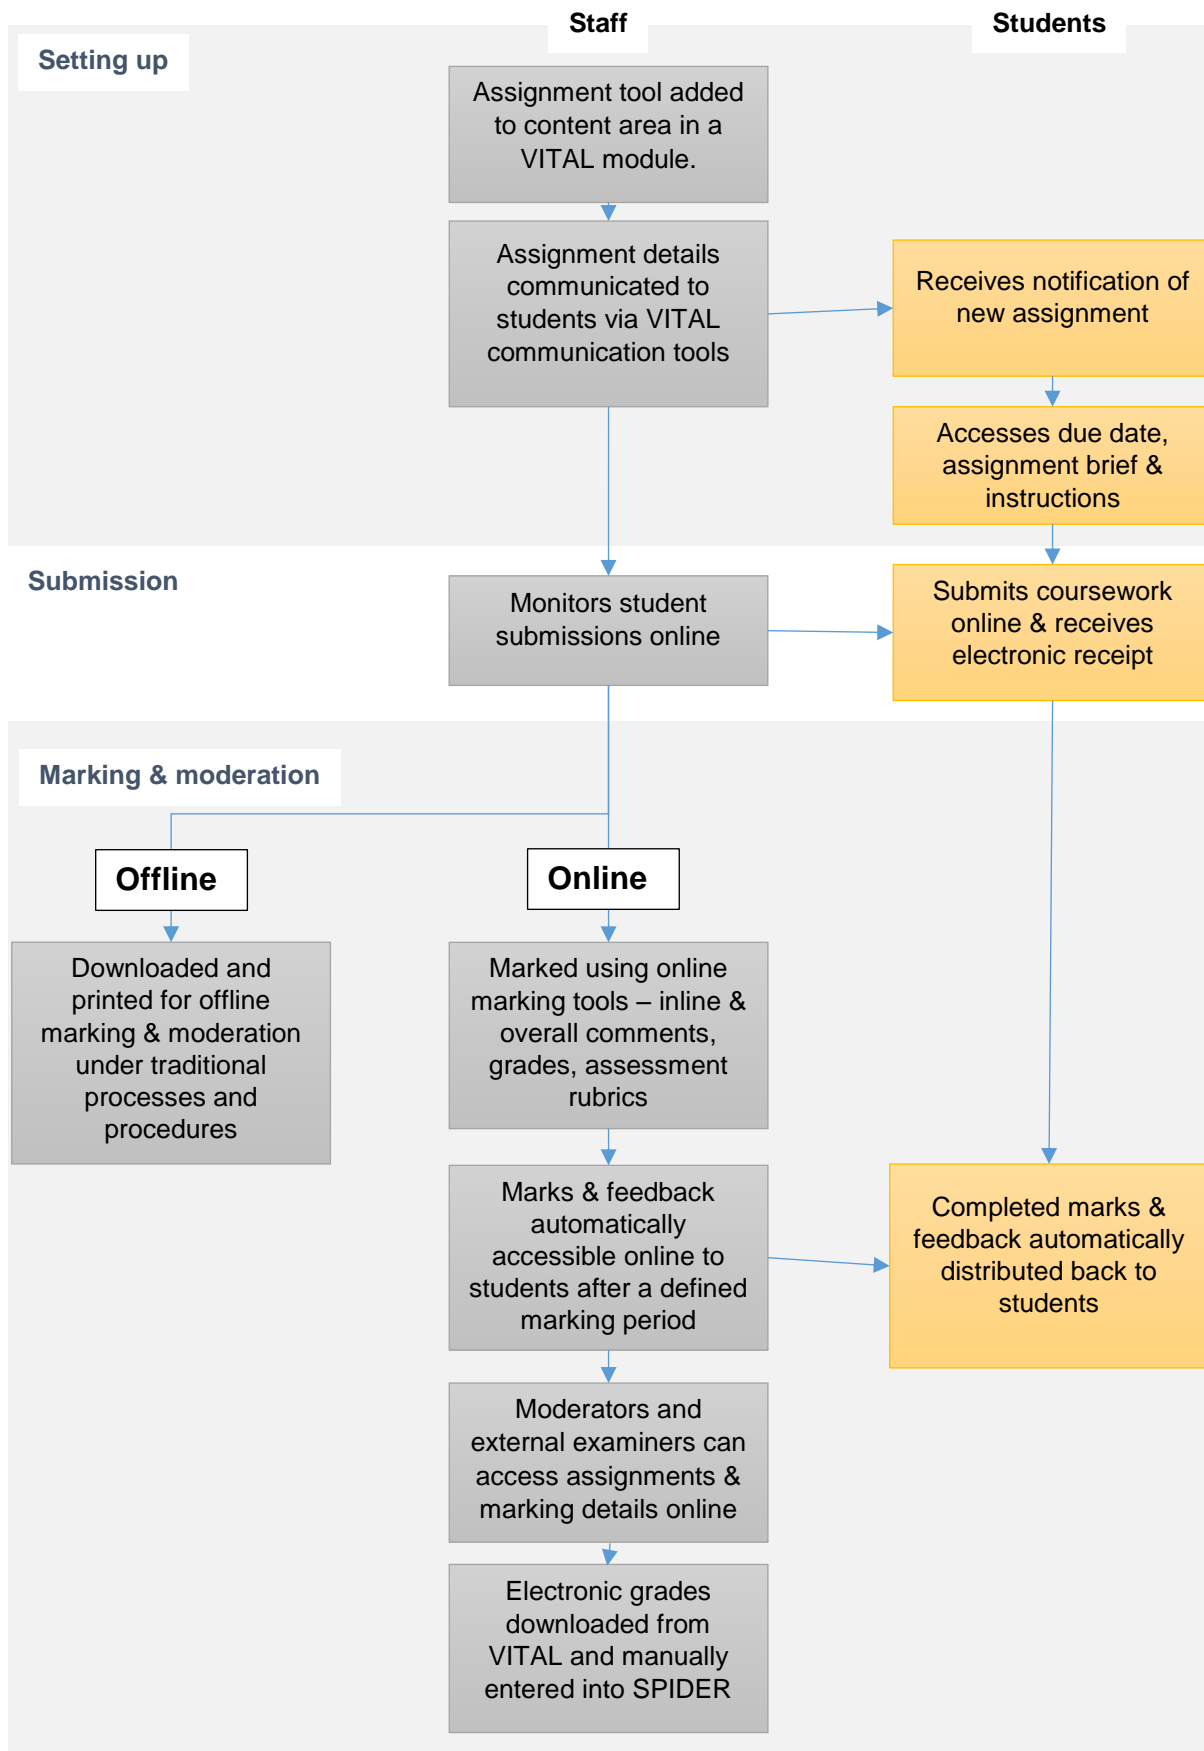 Staff
Students
Setting up
Assignment tool added
to content area in a
VITAL module.
Assignment details
communicated to
students via VITAL
communication tools
Receives notification of
new assignment
Accesses due date,
assignment brief &
instructions
Submission
Monitors student
submissions online
Submits coursework
online & receives
electronic receipt
Marking & moderation
Offline
Online
Downloaded and
printed for offline
marking & moderation
under traditional
processes and
procedures
Marked using online
marking tools – inline &
overall comments,
grades, assessment
rubrics
Marks & feedback
automatically
accessible online to
students after a defined
marking period
Completed marks &
feedback automatically
distributed back to
students
Moderators and
external examiners can
access assignments &
marking details online
Electronic grades
downloaded from
VITAL and manually
entered into SPIDER